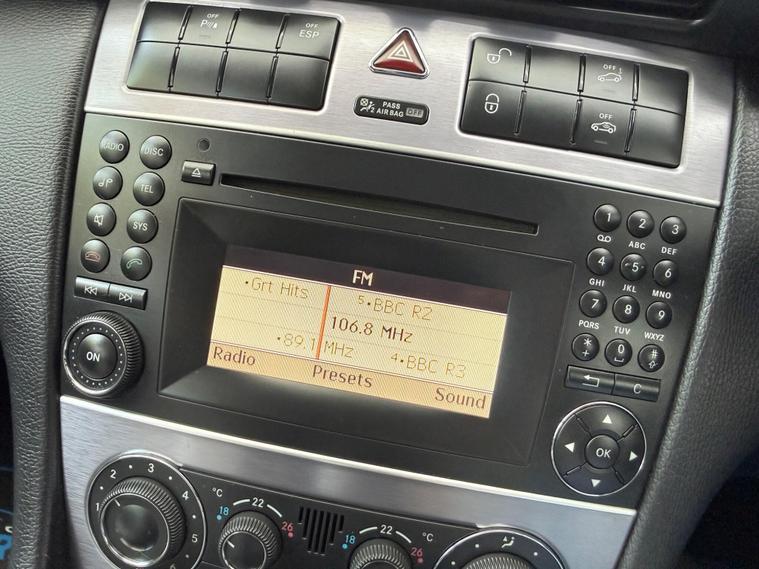 OFF
P
OFF
ESP
PASS
AIR BAG OFF
2
OFF
RADIO
DISC
TEL
SYS
ON
1 2 3
ABC DEF
4 5 6
GHI JKL MNO
7 8 9
PQRS TUV WXYZ
* 0 #
C
OK
FM
•Grt Hits
5•BBC R2
106.8 MHz
•89.1 MHz
4•BBC R3
Radio
Presets
Sound
1 2 3 4 5 6
°C
18 22 26
18 22 26
°C